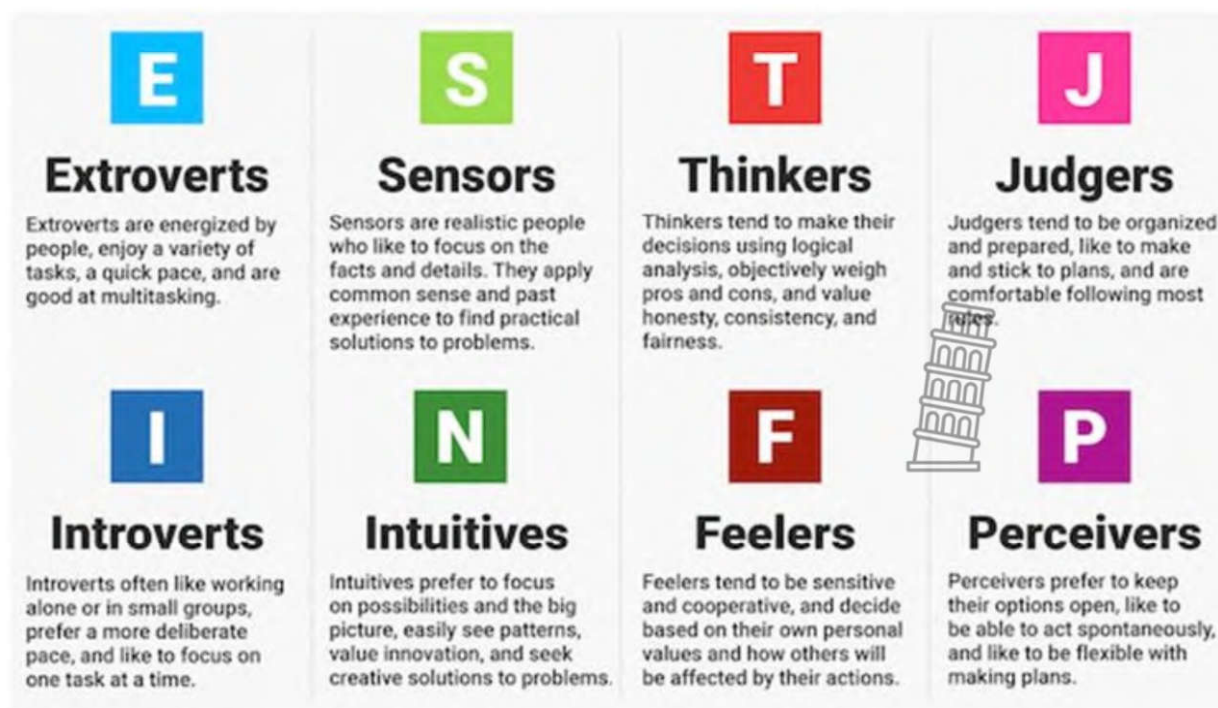 E
Extroverts
Extroverts are energized by
people, enjoy a variety of
tasks, a quick pace, and are
good at multitasking.
S
Sensors
Sensors are realistic people
who like to focus on the
facts and details. They apply
common sense and past
experience to find practical
solutions to problems.
T
Thinkers
Thinkers tend to make their
decisions using logical
analysis, objectively weigh
pros and cons, and value
honesty, consistency, and
fairness.
J
Judgers
Judgers tend to be organized
and prepared, like to make
and stick to plans, and are
comfortable following most
rules.
I
Introverts
Introverts often like working
alone or in small groups,
prefer a more deliberate
pace, and like to focus on
one task at a time.
N
Intuitives
Intuitives prefer to focus
on possibilities and the big
picture, easily see patterns,
value innovation, and seek
creative solutions to problems.
F
Feelers
Feelers tend to be sensitive
and cooperative, and decide
based on their own personal
values and how others will
be affected by their actions.
P
Perceivers
Perceivers prefer to keep
their options open, like to
be able to act spontaneously,
and like to be flexible with
making plans.